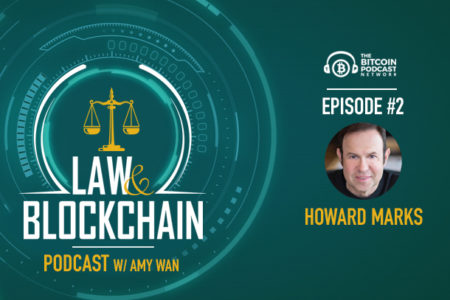 LAW &
BLOCKCHAIN
PODCAST W/ AMY WAN
THE
BITCOIN
PODCAST
NETWORK
EPISODE #2
HOWARD MARKS